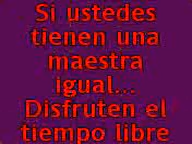 Si ustedes
tienen una
maestra
igual...
Disfruten el
tiempo libre